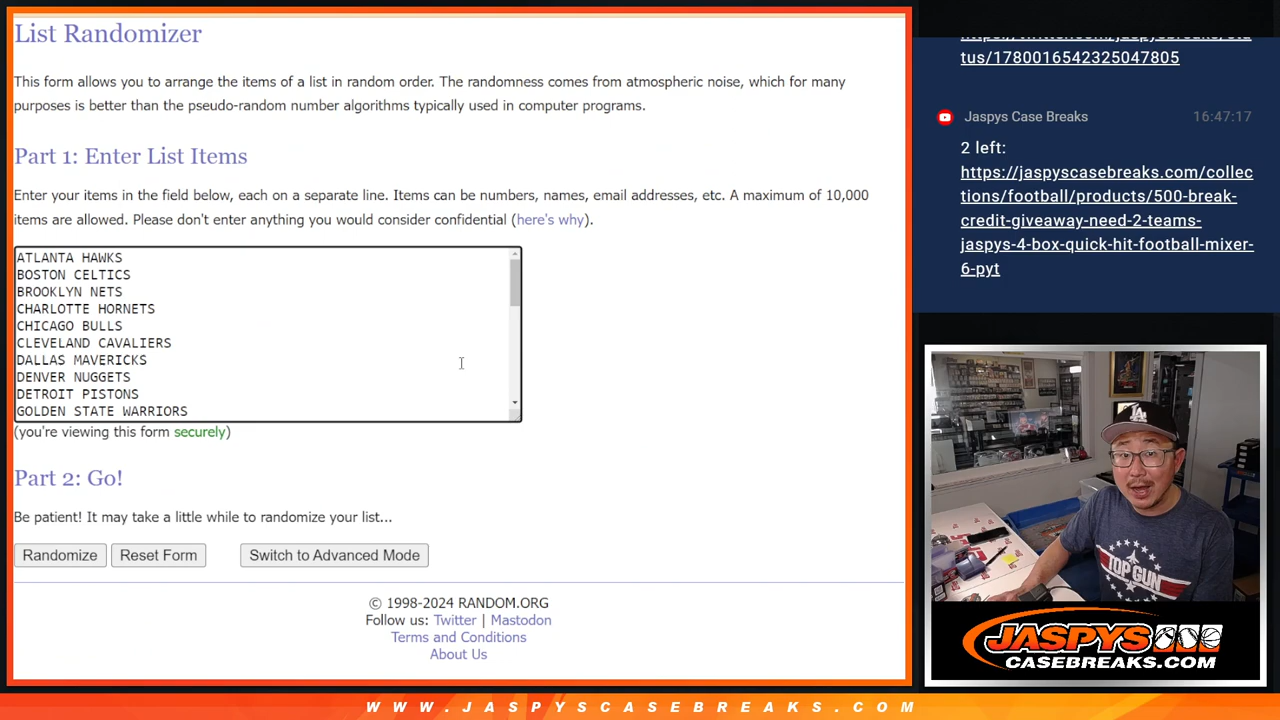 List Randomizer
This form allows you to arrange the items of a list in random order. The randomness comes from atmospheric noise, which for many
purposes is better than the pseudo-random number algorithms typically used in computer programs.
Part 1: Enter List Items
Enter your items in the field below, each on a separate line. Items can be numbers, names, email addresses, etc. A maximum of 10,000
items are allowed. Please don't enter anything you would consider confidential (here's why).
ATLANTA HAWKS
BOSTON CELTICS
BROOKLYN NETS
CHARLOTTE HORNETS
CHICAGO BULLS
CLEVELAND CAVALIERS
DALLAS MAVERICKS
DENVER NUGGETS
DETROIT PISTONS
GOLDEN STATE WARRIORS
(you're viewing this form securely)
Part 2: Go!
Be patient! It may take a little while to randomize your list...
Randomize Reset Form Switch to Advanced Mode
© 1998-2024 RANDOM.ORG
Follow us: Twitter | Mastodon
Terms and Conditions
About Us
https://twitter.com/jaspysbreaks/sta
tus/1780016542325047805
Jaspys Case Breaks 16:47:17
2 left:
https://jaspyscasebreaks.com/collec
tions/football/products/500-break-
credit-giveaway-need-2-teams-
jaspys-4-box-quick-hit-football-mixer-
6-pyt
LA
TOP GUN
JASPYS
CASEBREAKS.COM
WWW.JASPYSCASEBREAKS.COM